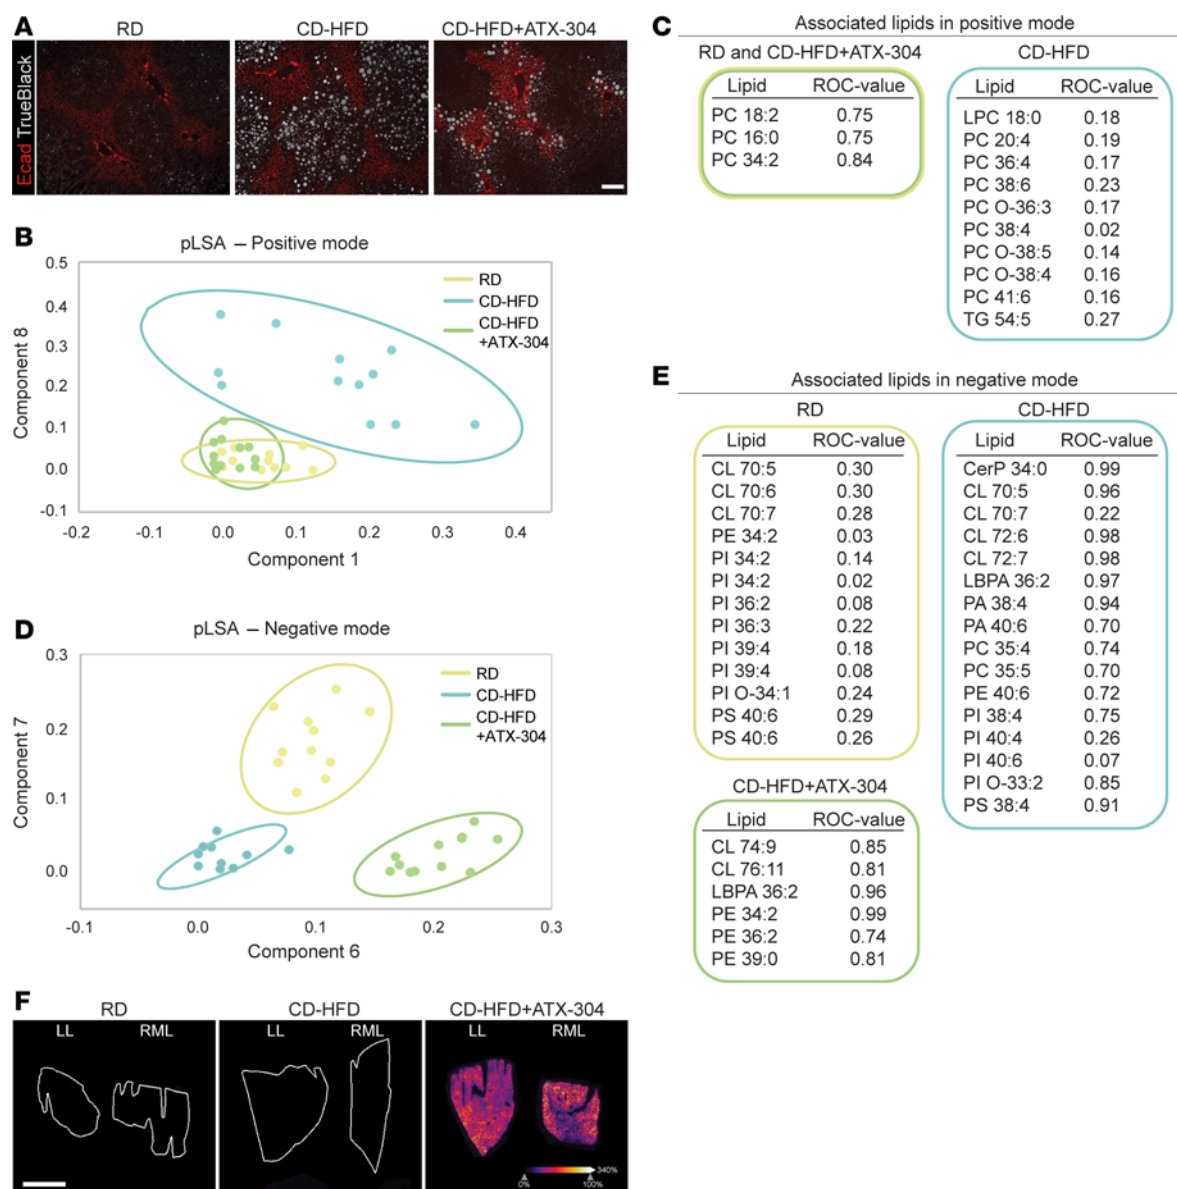 A
RD
CD-HFD
CD-HFD+ATX-304
Ecad TrueBlack
B
pLSA – Positive mode
0.5
0.4
0.3
0.2
0.1
0.0
-0.1
Component 8
RD
CD-HFD
CD-HFD
+ATX-304
-0.2
-0.1
0.0
0.1
0.2
0.3
0.4
Component 1
C
Associated lipids in positive mode
RD and CD-HFD+ATX-304
Lipid ROC-value
PC 18:2 0.75
PC 16:0 0.75
PC 34:2 0.84
CD-HFD
Lipid ROC-value
LPC 18:0 0.18
PC 20:4 0.19
PC 36:4 0.17
PC 38:6 0.23
PC O-36:3 0.17
PC 38:4 0.02
PC O-38:5 0.14
PC O-38:4 0.16
PC 41:6 0.16
TG 54:5 0.27
D
pLSA – Negative mode
0.3
0.2
0.1
0.0
Component 7
RD
CD-HFD
CD-HFD
+ATX-304
-0.1
0.0
0.1
0.2
0.3
Component 6
E
Associated lipids in negative mode
RD
Lipid ROC-value
CL 70:5 0.30
CL 70:6 0.30
CL 70:7 0.28
PE 34:2 0.03
PI 34:2 0.14
PI 34:2 0.02
PI 36:2 0.08
PI 36:3 0.22
PI 39:4 0.18
PI 39:4 0.08
PI O-34:1 0.24
PS 40:6 0.29
PS 40:6 0.26
CD-HFD+ATX-304
Lipid ROC-value
CL 74:9 0.85
CL 76:11 0.81
LBPA 36:2 0.96
PE 34:2 0.99
PE 36:2 0.74
PE 39:0 0.81
CD-HFD
Lipid ROC-value
CerP 34:0 0.99
CL 70:5 0.96
CL 70:7 0.22
CL 72:6 0.98
CL 72:7 0.98
LBPA 36:2 0.97
PA 38:4 0.94
PA 40:6 0.70
PC 35:4 0.74
PC 35:5 0.70
PE 40:6 0.72
PI 38:4 0.75
PI 40:4 0.26
PI 40:6 0.07
PI O-33:2 0.85
PS 38:4 0.91
F
RD
LL RML
CD-HFD
LL RML
CD-HFD+ATX-304
LL RML
340%
0% 100%